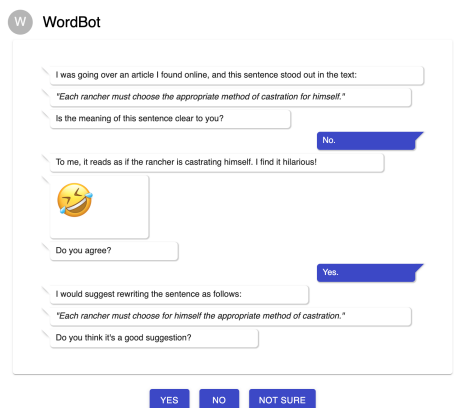 W WordBot
I was going over an article I found online, and this sentence stood out in the text:
"Each rancher must choose the appropriate method of castration for himself."
Is the meaning of this sentence clear to you?
No.
To me, it reads as if the rancher is castrating himself. I find it hilarious!
Do you agree?
Yes.
I would suggest rewriting the sentence as follows:
"Each rancher must choose for himself the appropriate method of castration."
Do you think it's a good suggestion?
YES NO NOT SURE